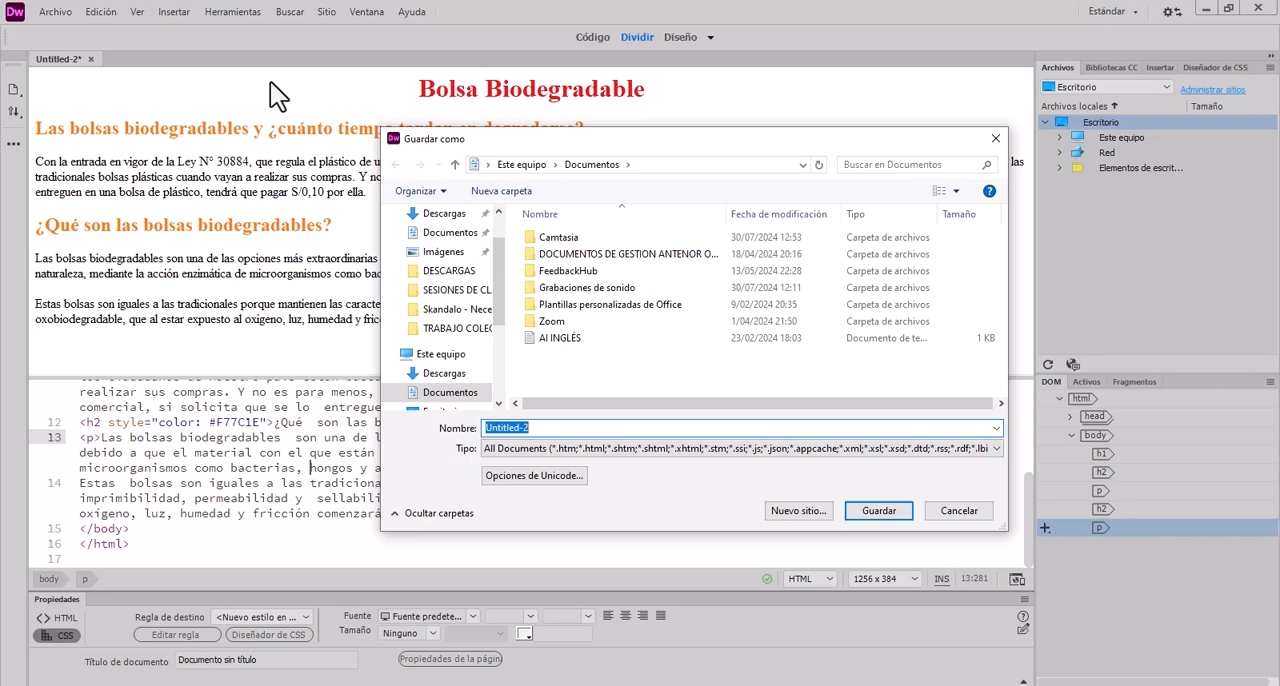 Dw Archivo Edición Ver Insertar Herramientas Buscar Sitio Ventana Ayuda Estándar
Código Dividir Diseño
Untitled-2* ×
Bolsa Biodegradable
Las bolsas biodegradables y ¿cuánto tiempo tardan en degradarse?
Con la entrada en vigor de la Ley N° 30884, que regula el plástico de u
las
tradicionales bolsas plásticas cuando vayan a realizar sus compras. Y no
entreguen en una bolsa de plástico, tendrá que pagar S/0,10 por ella.
¿Qué son las bolsas biodegradables?
Las bolsas biodegradables son una de las opciones más extraordinarias
naturaleza, mediante la acción enzimática de microorganismos como bac
Estas bolsas son iguales a las tradicionales porque mantienen las caracte
oxobiodegradable, que al estar expuesto al oxigeno, luz, humedad y fric
Dw Guardar como
Este equipo › Documentos ›
Buscar en Documentos
Organizar Nueva carpeta
Descargas
Documentos
Imágenes
DESCARGAS
SESIONES DE CL
Skandalo - Nece
TRABAJO COLEC
Este equipo
Descargas
Documentos
Nombre Fecha de modificación Tipo Tamaño
Camtasia 30/07/2024 12:53 Carpeta de archivos
DOCUMENTOS DE GESTION ANTENOR O... 18/04/2024 20:16 Carpeta de archivos
FeedbackHub 13/05/2024 22:28 Carpeta de archivos
Grabaciones de sonido 30/07/2024 12:11 Carpeta de archivos
Plantillas personalizadas de Office 9/02/2024 20:35 Carpeta de archivos
Zoom 1/04/2024 21:50 Carpeta de archivos
AI INGLÉS 23/02/2024 18:03 Documento de te... 1 KB
Nombre: Untitled-2
Tipo: All Documents (*.htm;*.html;*.shtm;*.shtml;*.xhtml;*.stm;*.ssi;*.js;*.json;*.appcache;*.xml;*.xsl;*.xsd;*.dtd;*.rss;*.rdf;*.lbi
Opciones de Unicode...
Nuevo sitio... Guardar Cancelar
Ocultar carpetas
realizar sus compras. Y no es para menos,
comercial, si solicita que se lo entregue
12 <h2 style="color: #F77C1E">¿Qué son las b
13 <p>Las bolsas biodegradables son una de l
debido a que el material con el que están
microorganismos como bacterias, hongos y a
14 Estas bolsas son iguales a las tradiciona
imprimibilidad, permeabilidad y sellabili
oxígeno, luz, humedad y fricción comenzará
15 </body>
16 </html>
17
body p
HTML 1256 x 384 INS 13:281
Propiedades
HTML
CSS
Regla de destino <Nuevo estilo en ...
Editar regla Diseñador de CSS
Fuente Fuente predete...
Tamaño Ninguno
Título de documento Documento sin título
Propiedades de la págin
Archivos Bibliotecas CC Insertar Diseñador de CSS
Escritorio Administrar sitios
Archivos locales Tamaño
Escritorio
Este equipo
Red
Elementos de escrit...
DOM Activos Fragmentos
html
head
body
h1
h2
p
h2
p